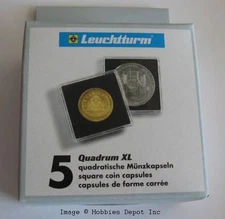 Leuchtturm
5
Quadrum XL
quadratische Münzkapseln
square coin capsules
capsules de forme carrée
Image © Hobbies Depot Inc